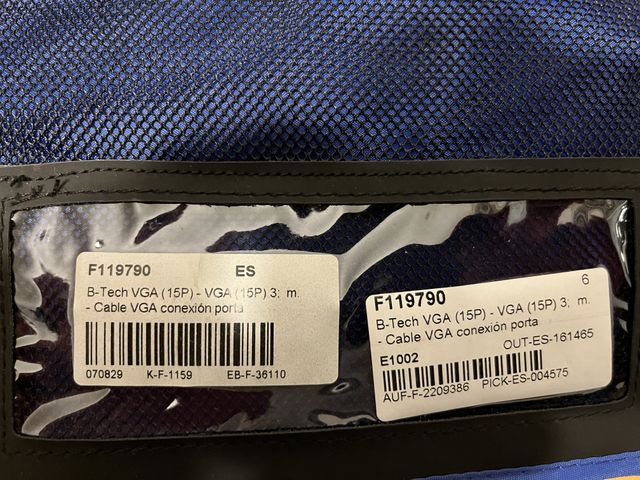 F119790 ES
B-Tech VGA (15P) - VGA (15P) 3; m.
- Cable VGA conexión porta
070829 K-F-1159 EB-F-36110
6
F119790
B-Tech VGA (15P) - VGA (15P) 3; m.
- Cable VGA conexión porta
OUT-ES-161465
E1002
AUF-F-2209386 PICK-ES-004575